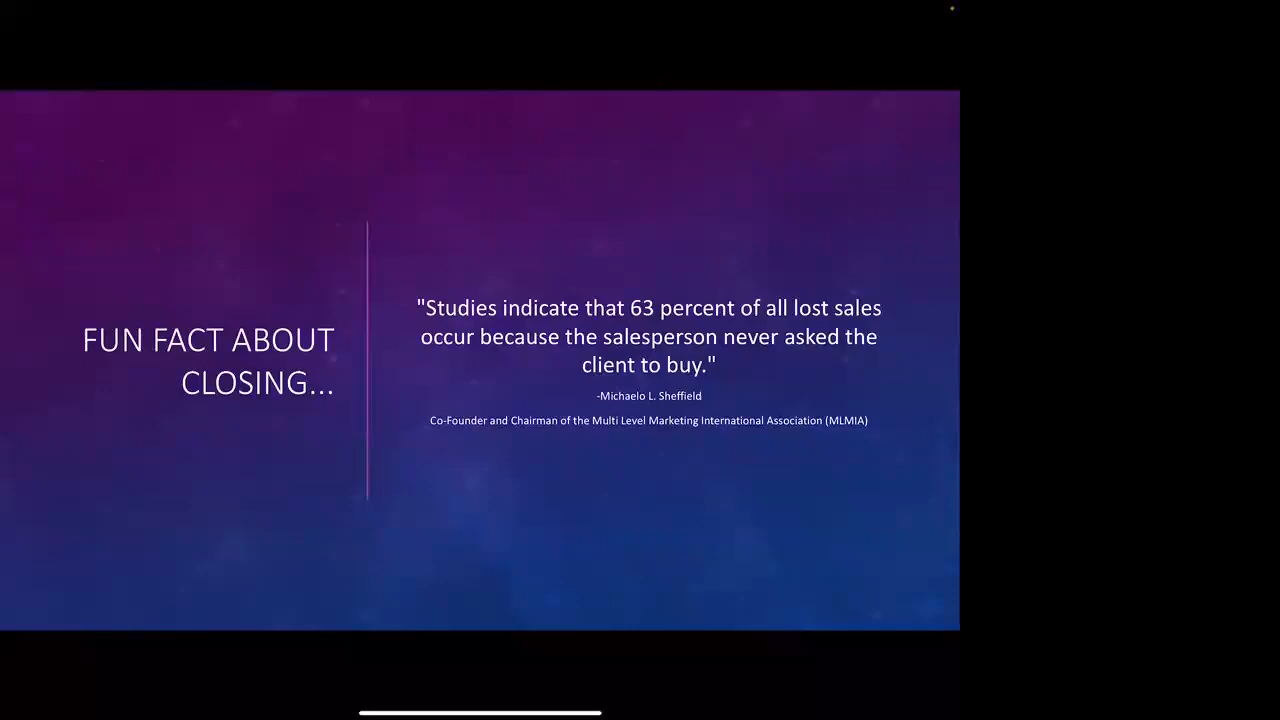 FUN FACT ABOUT
CLOSING...
"Studies indicate that 63 percent of all lost sales
occur because the salesperson never asked the
client to buy."
-Michaelo L. Sheffield
Co-Founder and Chairman of the Multi Level Marketing International Association (MLMIA)